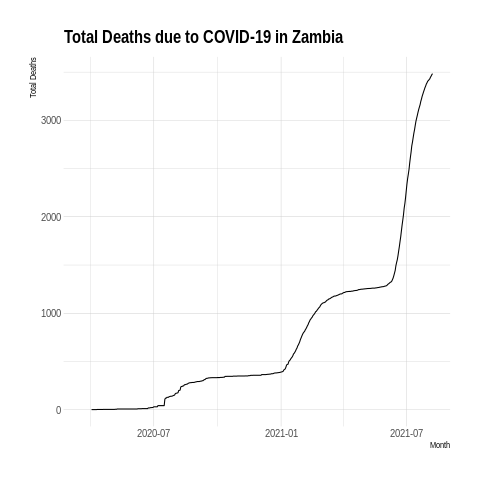 Total Deaths due to COVID-19 in Zambia
Total Deaths
3000
2000
1000
0
2020-07
2021-01
2021-07
Month